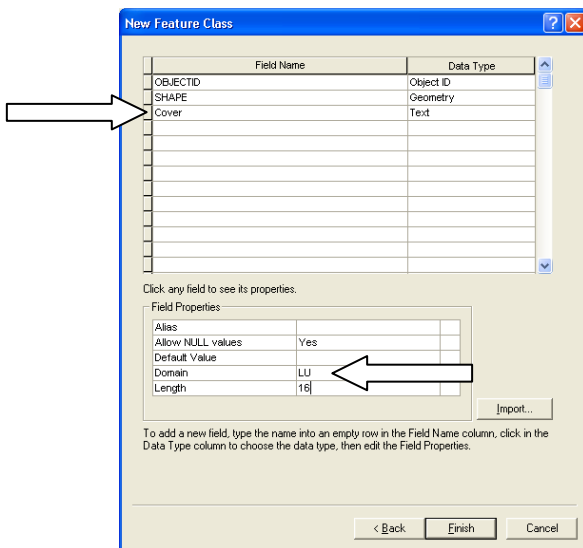 New Feature Class
Field Name Data Type
OBJECTID Object ID
SHAPE Geometry
Cover Text
Click any field to see its properties.
Field Properties
Alias
Allow NULL values Yes
Default Value
Domain LU
Length 16
Import...
To add a new field, type the name into an empty row in the Field Name column, click in the
Data Type column to choose the data type, then edit the Field Properties.
< Back Finish Cancel